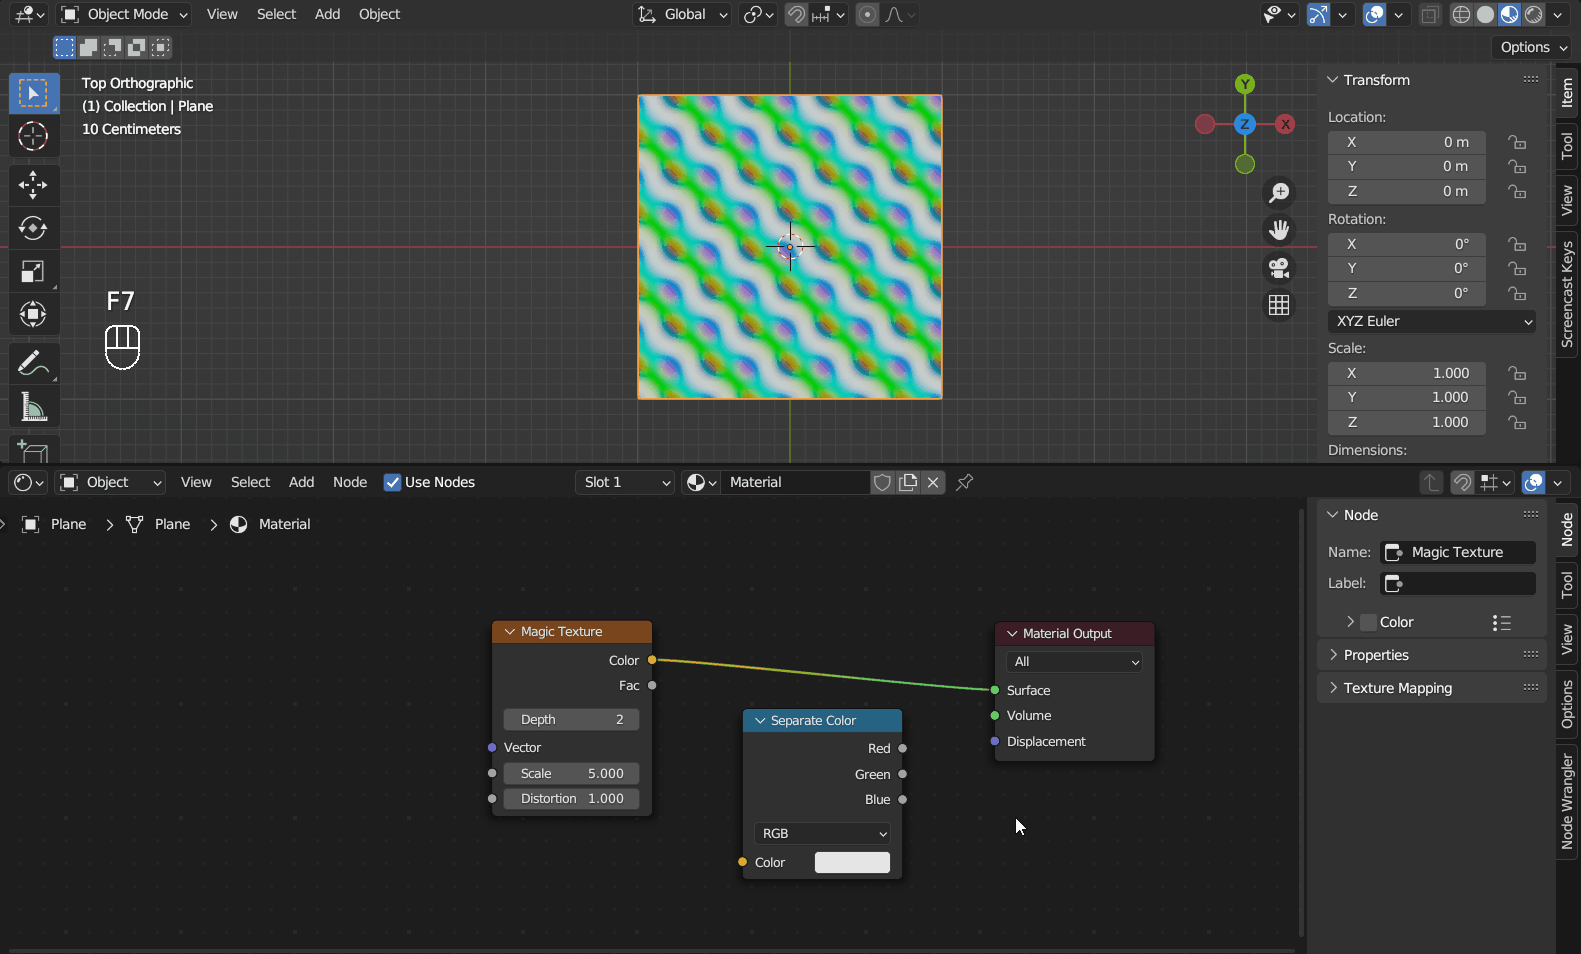 Object Mode View Select Add Object Global
Options
Top Orthographic
(1) Collection | Plane
10 Centimeters
F7
Y
Z
X
Transform
Location:
X 0 m
Y 0 m
Z 0 m
Rotation:
X 0°
Y 0°
Z 0°
XYZ Euler
Scale:
X 1.000
Y 1.000
Z 1.000
Dimensions:
Item
Tool
View
Screencast Keys
Object View Select Add Node Use Nodes Slot 1 Material
Plane Plane Material
Magic Texture
Color
Fac
Depth 2
Vector
Scale 5.000
Distortion 1.000
Separate Color
Red
Green
Blue
RGB
Color
Material Output
All
Surface
Volume
Displacement
Node
Name: Magic Texture
Label:
Color
Properties
Texture Mapping
Node
Tool
View
Options
Node Wrangler